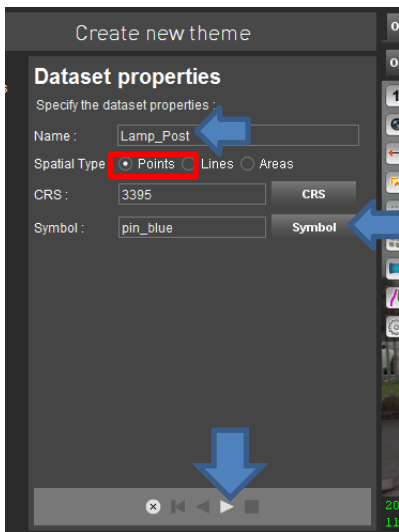 Create new theme
Dataset properties
Specify the dataset properties :
Name : Lamp_Post
Spatial Type Points Lines Areas
CRS : 3395 CRS
Symbol : pin_blue Symbol